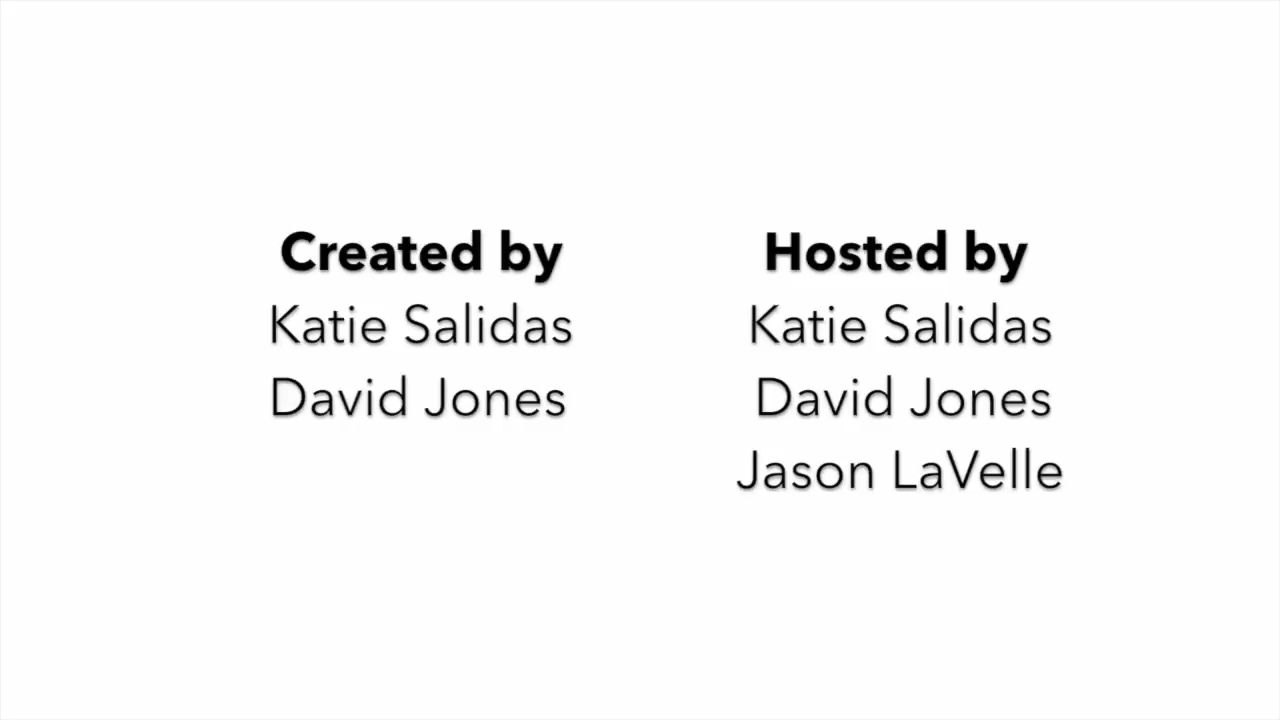 Created by
Katie Salidas
David Jones
Hosted by
Katie Salidas
David Jones
Jason LaVelle